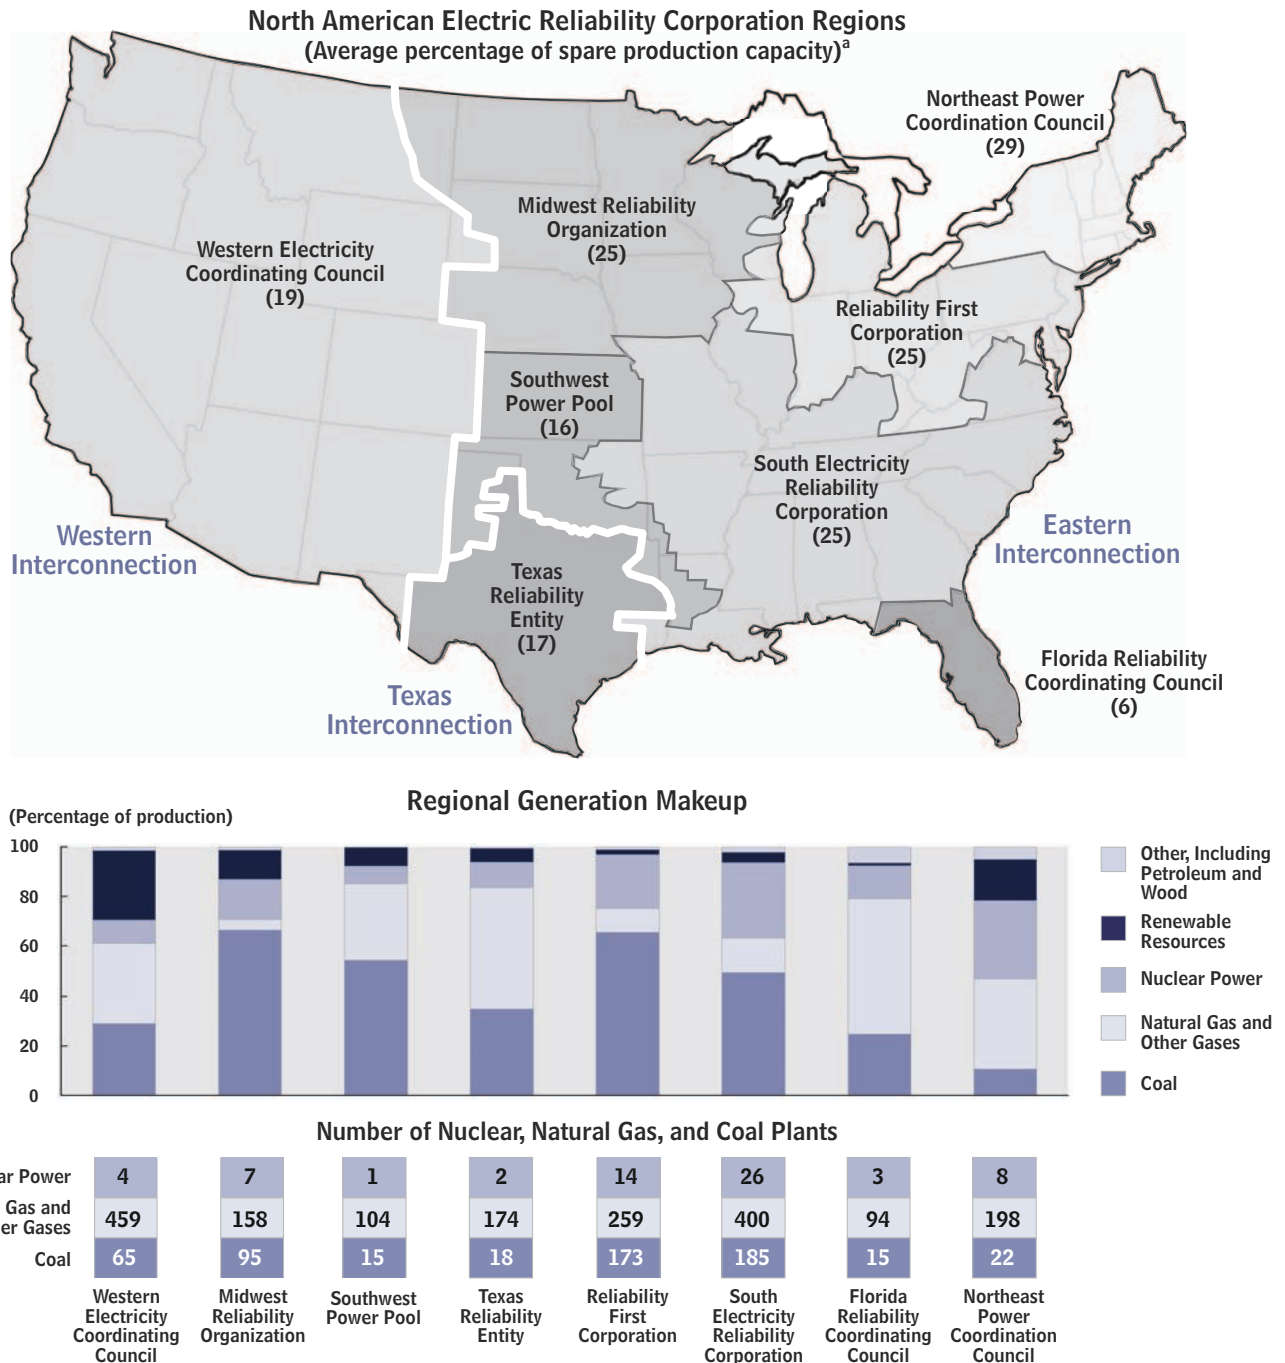 North American Electric Reliability Corporation Regions
(Average percentage of spare production capacity)a
Northeast Power
Coordination Council
(29)
Midwest Reliability
Organization
(25)
Western Electricity
Coordinating Council
(19)
Reliability First
Corporation
(25)
Southwest
Power Pool
(16)
South Electricity
Reliability
Corporation
(25)
Western
Interconnection
Eastern
Interconnection
Texas
Reliability
Entity
(17)
Florida Reliability
Coordinating Council
(6)
Texas
Interconnection
Regional Generation Makeup
(Percentage of production)
100
80
60
40
20
0
Other, Including
Petroleum and
Wood
Renewable
Resources
Nuclear Power
Natural Gas and
Other Gases
Coal
Number of Nuclear, Natural Gas, and Coal Plants
ar Power 4 7 1 2 14 26 3 8
Gas and
er Gases 459 158 104 174 259 400 94 198
Coal 65 95 15 18 173 185 15 22
Western
Electricity
Coordinating
Council
Midwest
Reliability
Organization
Southwest
Power Pool
Texas
Reliability
Entity
Reliability
First
Corporation
South
Electricity
Reliability
Corporation
Florida
Reliability
Coordinating
Council
Northeast
Power
Coordination
Council